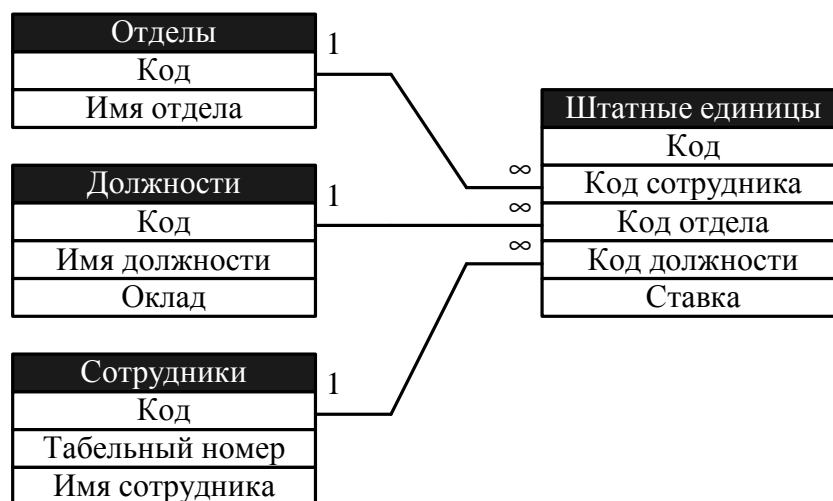 Отделы
Код
Имя отдела
1
Должности
Код
Имя должности
Оклад
1
Сотрудники
Код
Табельный номер
Имя сотрудника
1
Штатные единицы
Код
∞
Код сотрудника
∞
Код отдела
∞
Код должности
Ставка